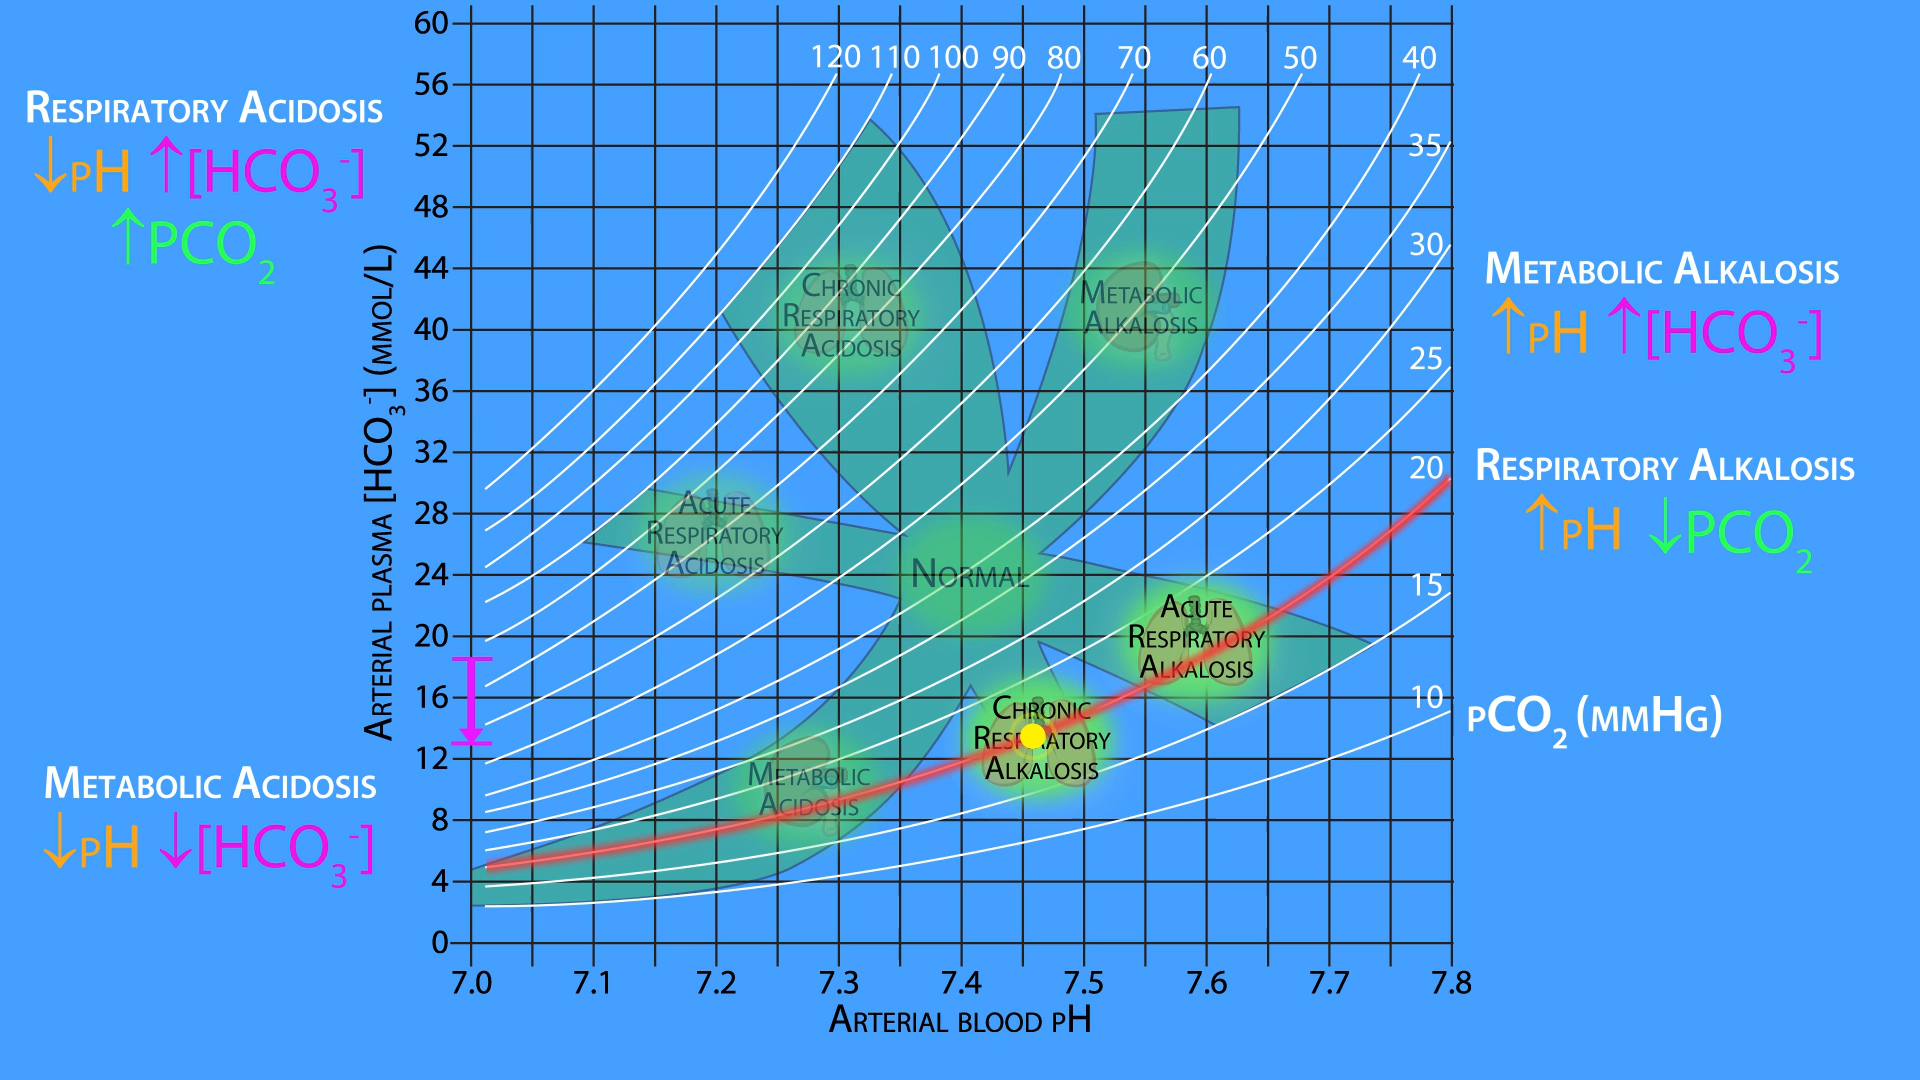 60
120 110 100 90 80 70 60 50 40
56
Respiratory Acidosis
↓pH ↑[HCO₃⁻]
↑PCO₂
52
35
48
44
30
Metabolic Alkalosis
↑pH ↑[HCO₃⁻]
Chronic
Respiratory
Acidosis
Metabolic
Alkalosis
40
25
36
32
20
Respiratory Alkalosis
↑pH ↓PCO₂
Arterial plasma [HCO₃⁻] (mmol/L)
28
Acute
Respiratory
Acidosis
24
Normal
15
20
Acute
Respiratory
Alkalosis
16
10
pCO₂ (mmHg)
Chronic
Respiratory
Alkalosis
12
Metabolic
Acidosis
Metabolic Acidosis
↓pH ↓[HCO₃⁻]
8
4
0
7.0 7.1 7.2 7.3 7.4 7.5 7.6 7.7 7.8
Arterial blood pH